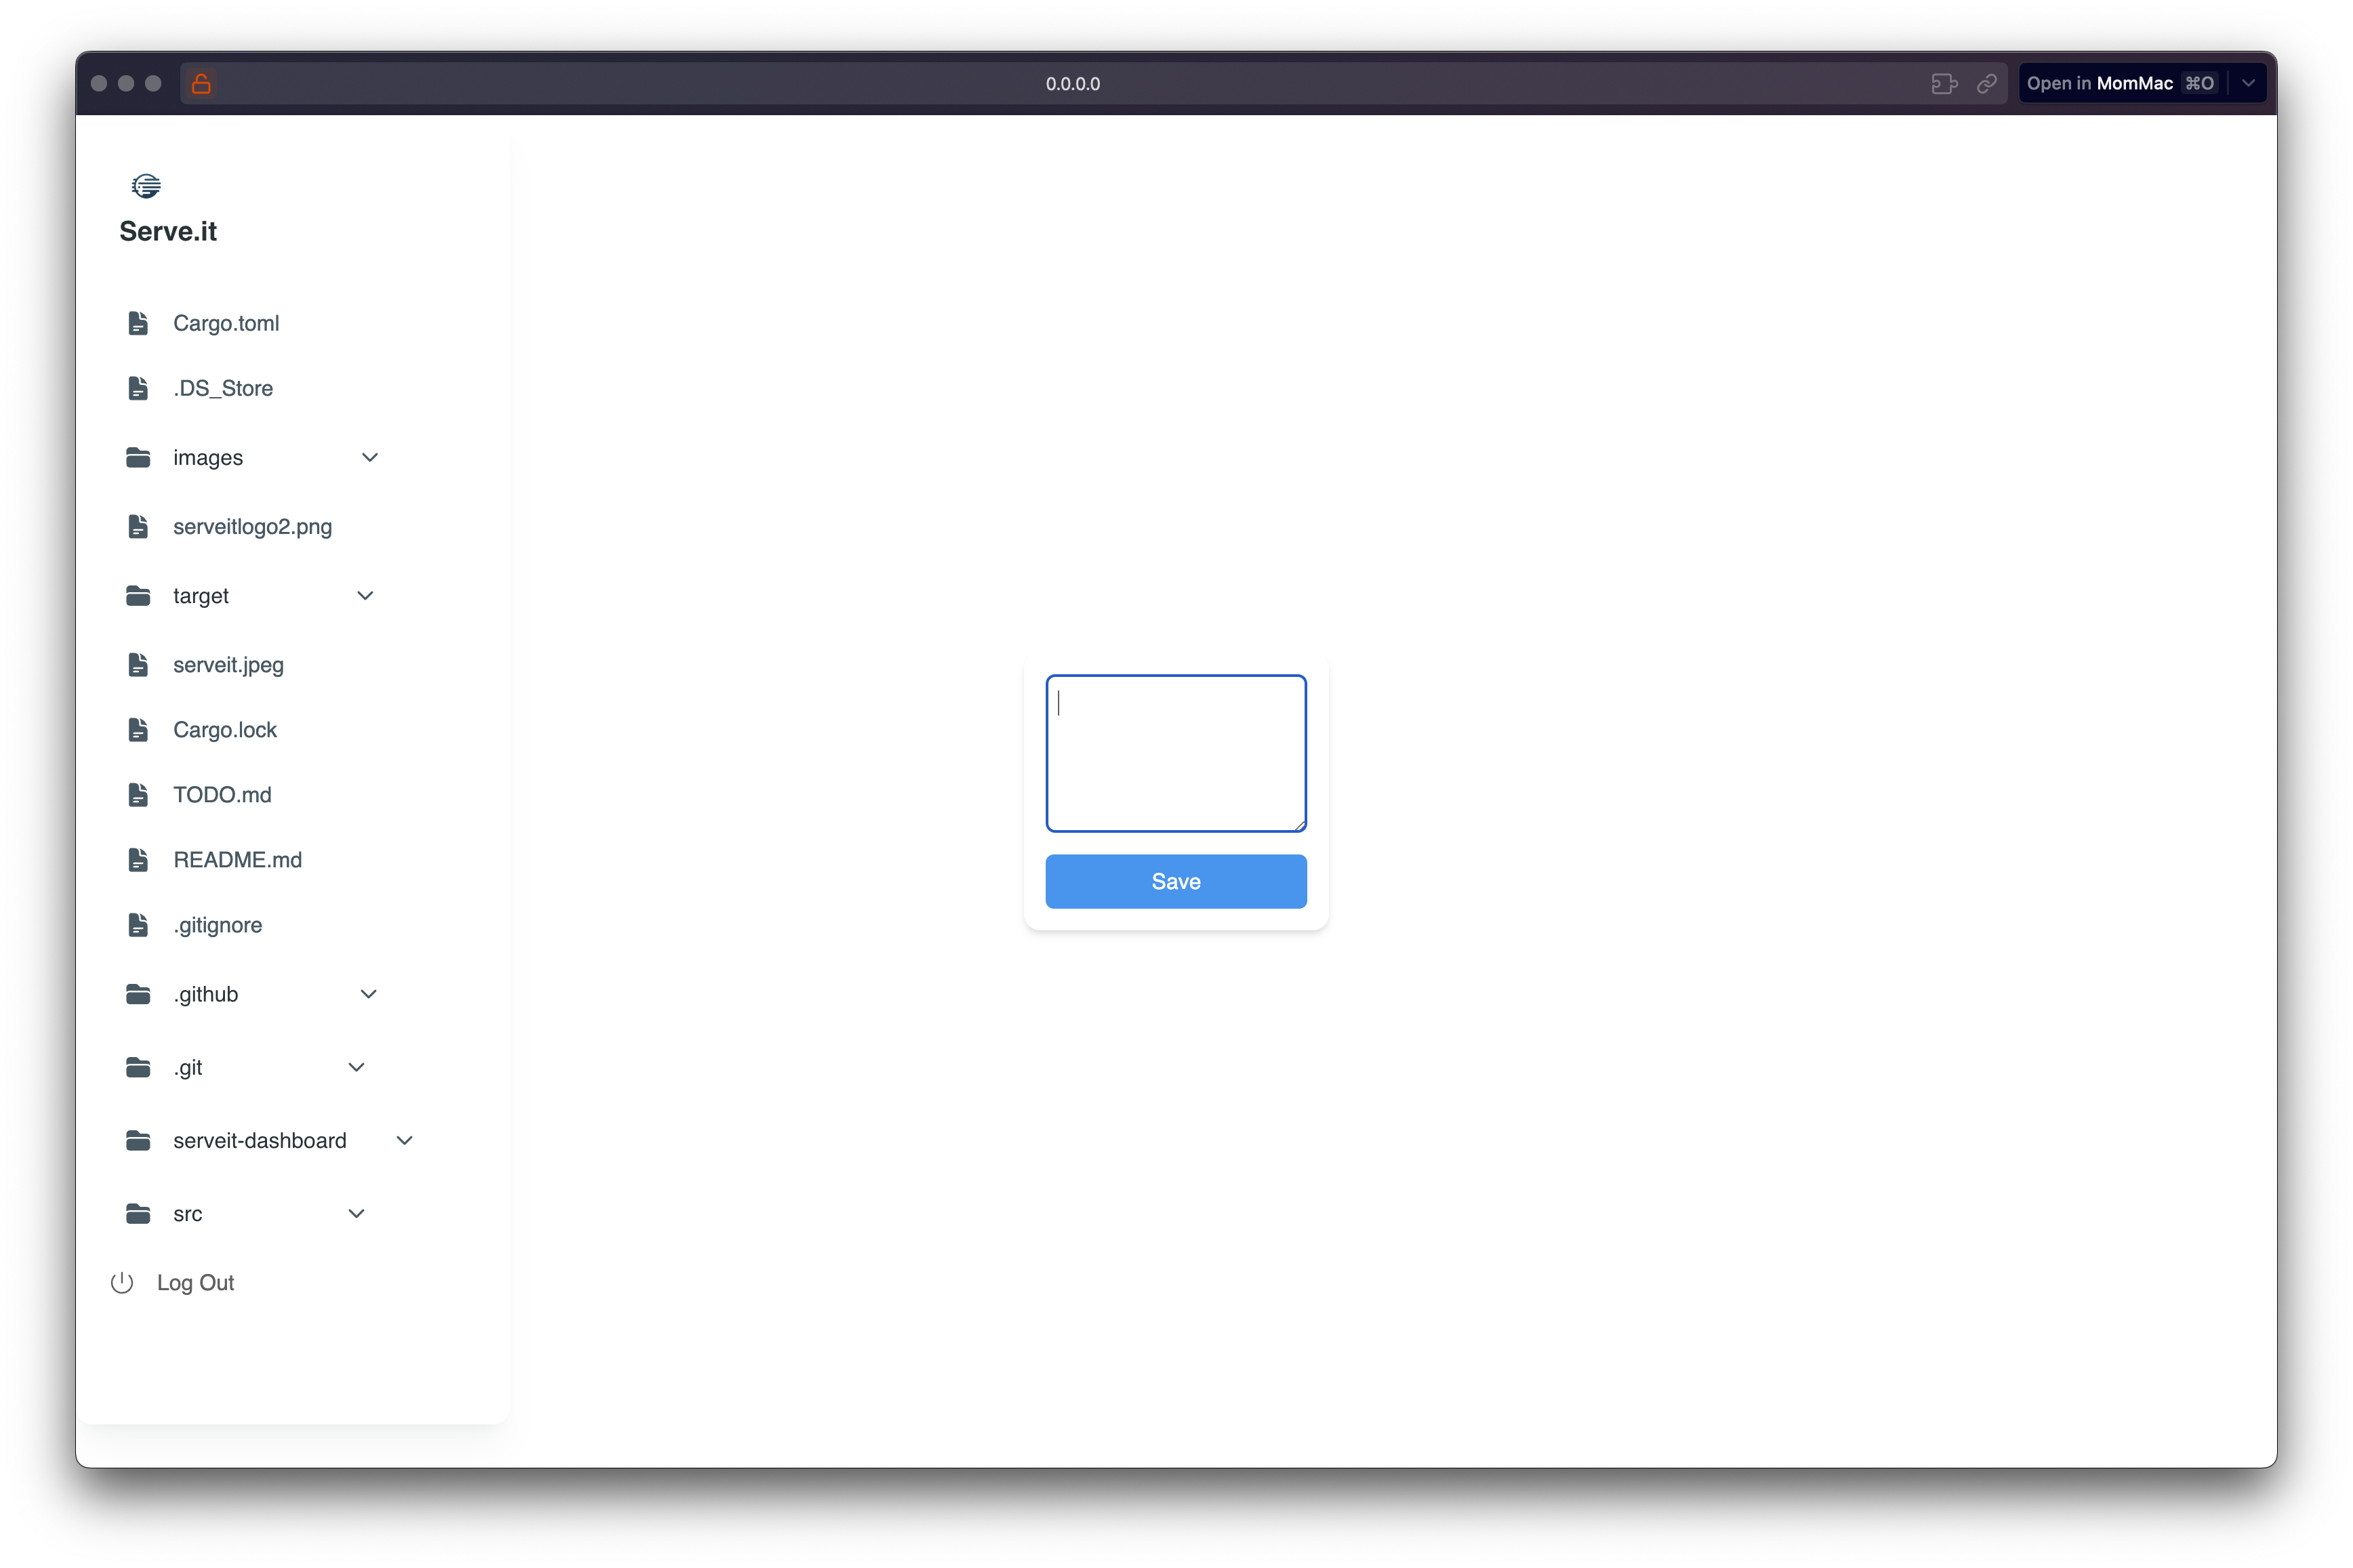 0.0.0.0
Open in MomMac ⌘O
Serve.it
Cargo.toml
.DS_Store
images
serveitlogo2.png
target
serveit.jpeg
Cargo.lock
TODO.md
README.md
.gitignore
.github
.git
serveit-dashboard
src
Log Out
Save